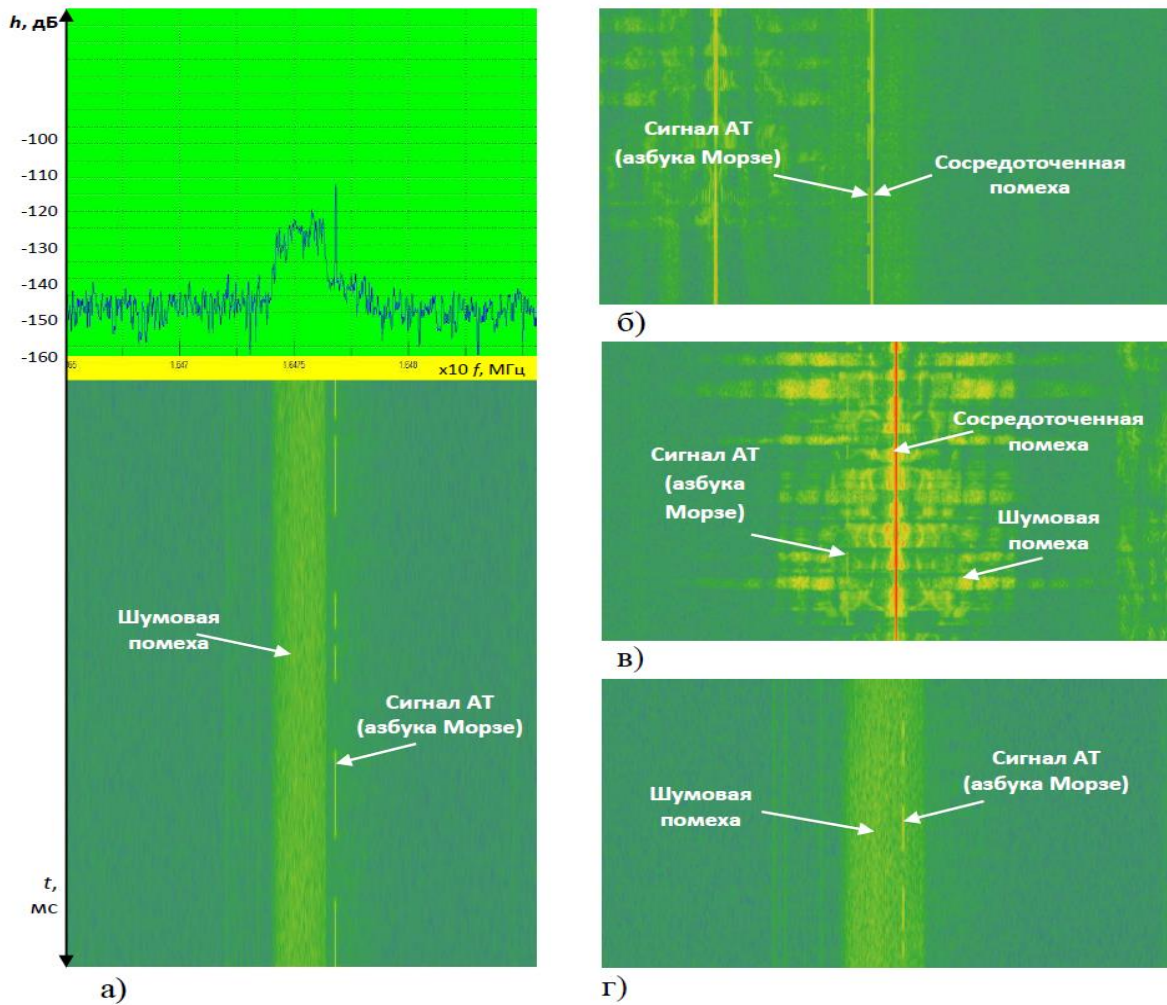 h, дБ
-100
-110
-120
-130
-140
-150
-160
1,647
1,6475
1,648
x10 f, МГц
Шумовая
помеха
Сигнал АТ
(азбука Морзе)
t,
мс
а)
Сигнал АТ
(азбука Морзе)
Сосредоточенная
помеха
б)
Сосредоточенная
помеха
Сигнал АТ
(азбука
Морзе)
Шумовая
помеха
в)
Сигнал АТ
(азбука Морзе)
Шумовая
помеха
г)